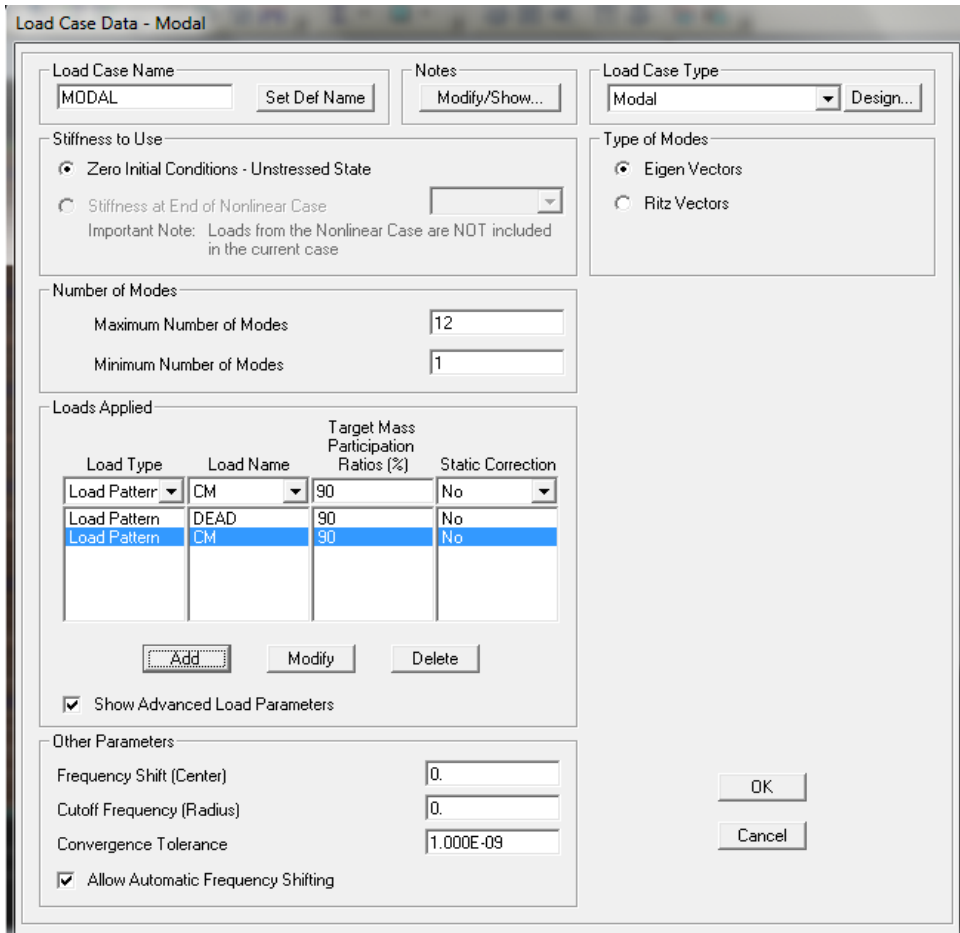 Load Case Data - Modal
Load Case Name
MODAL
Set Def Name
Notes
Modify/Show...
Load Case Type
Modal
Design...
Stiffness to Use
Zero Initial Conditions - Unstressed State
Stiffness at End of Nonlinear Case
Important Note: Loads from the Nonlinear Case are NOT included
in the current case
Type of Modes
Eigen Vectors
Ritz Vectors
Number of Modes
Maximum Number of Modes 12
Minimum Number of Modes 1
Loads Applied
Target Mass
Participation
Load Type Load Name Ratios (%) Static Correction
Load Pattern CM 90 No
Load Pattern DEAD 90 No
Load Pattern CM 90 No
Add Modify Delete
Show Advanced Load Parameters
Other Parameters
Frequency Shift (Center) 0.
Cutoff Frequency (Radius) 0.
Convergence Tolerance 1.000E-09
Allow Automatic Frequency Shifting
OK
Cancel